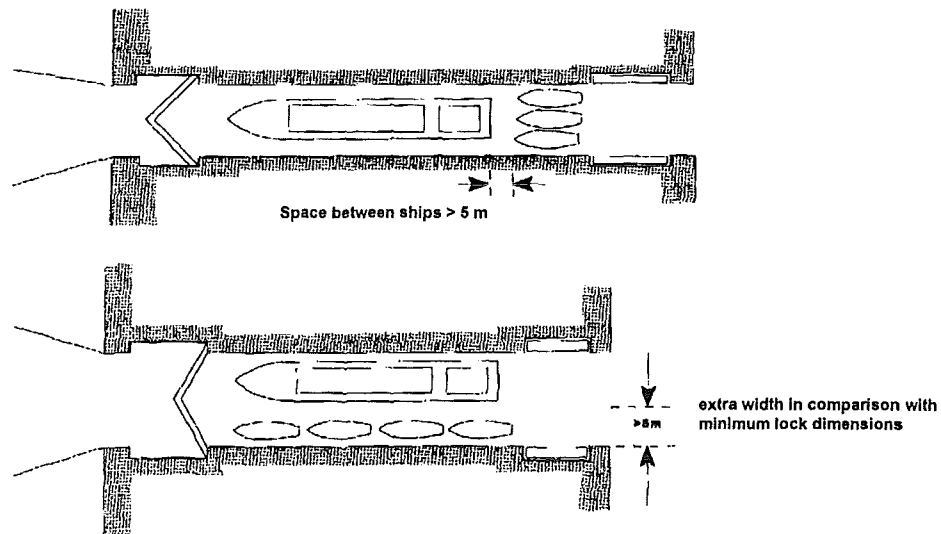 Space between ships > 5 m
extra width in comparison with
>5m
minimum lock dimensions